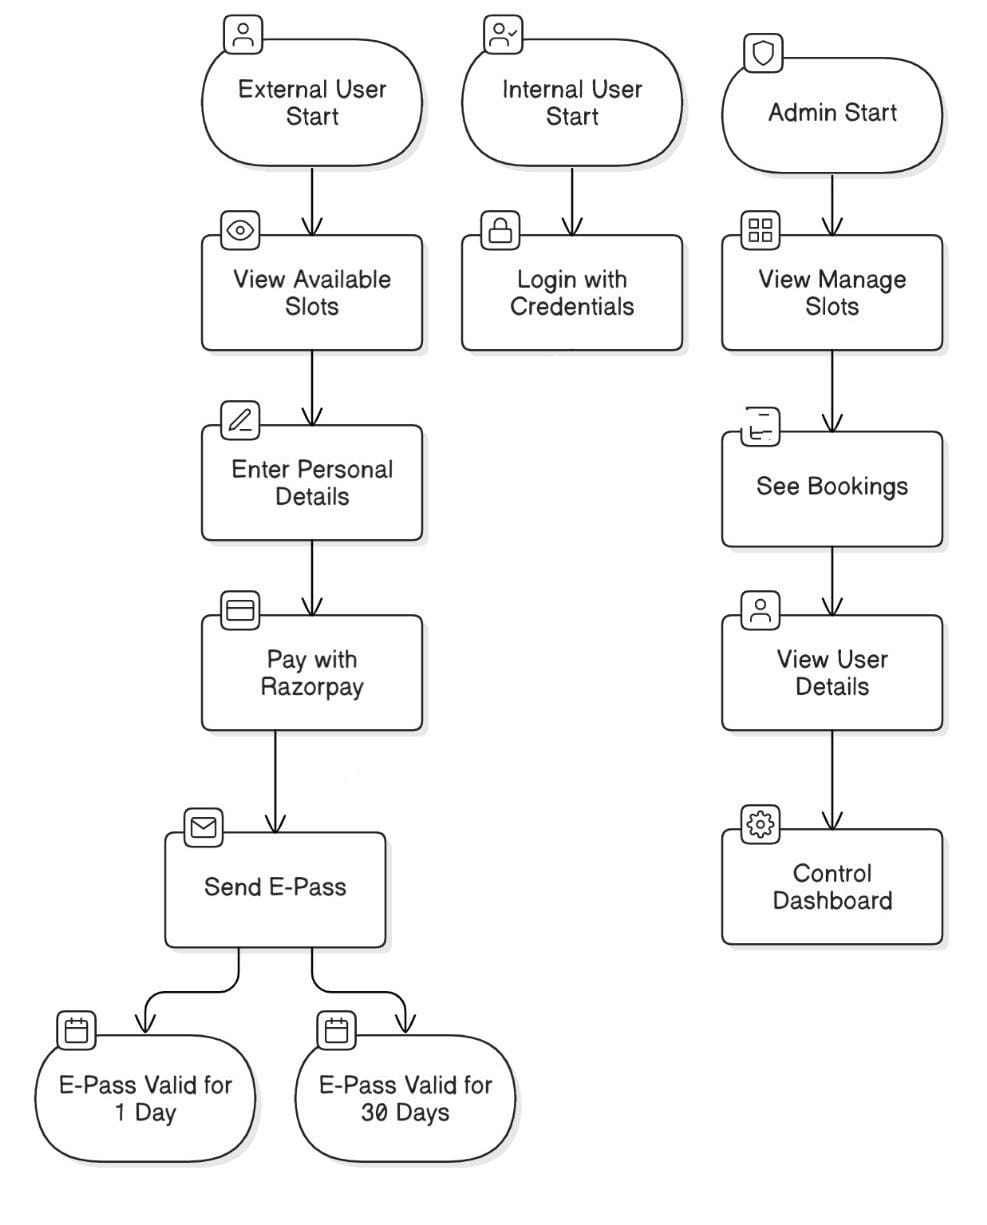 External User
Start
Internal User
Start
Admin Start
View Available
Slots
Login with
Credentials
View Manage
Slots
Enter Personal
Details
See Bookings
Pay with
Razorpay
View User
Details
Send E-Pass
Control
Dashboard
E-Pass Valid for
1 Day
E-Pass Valid for
30 Days